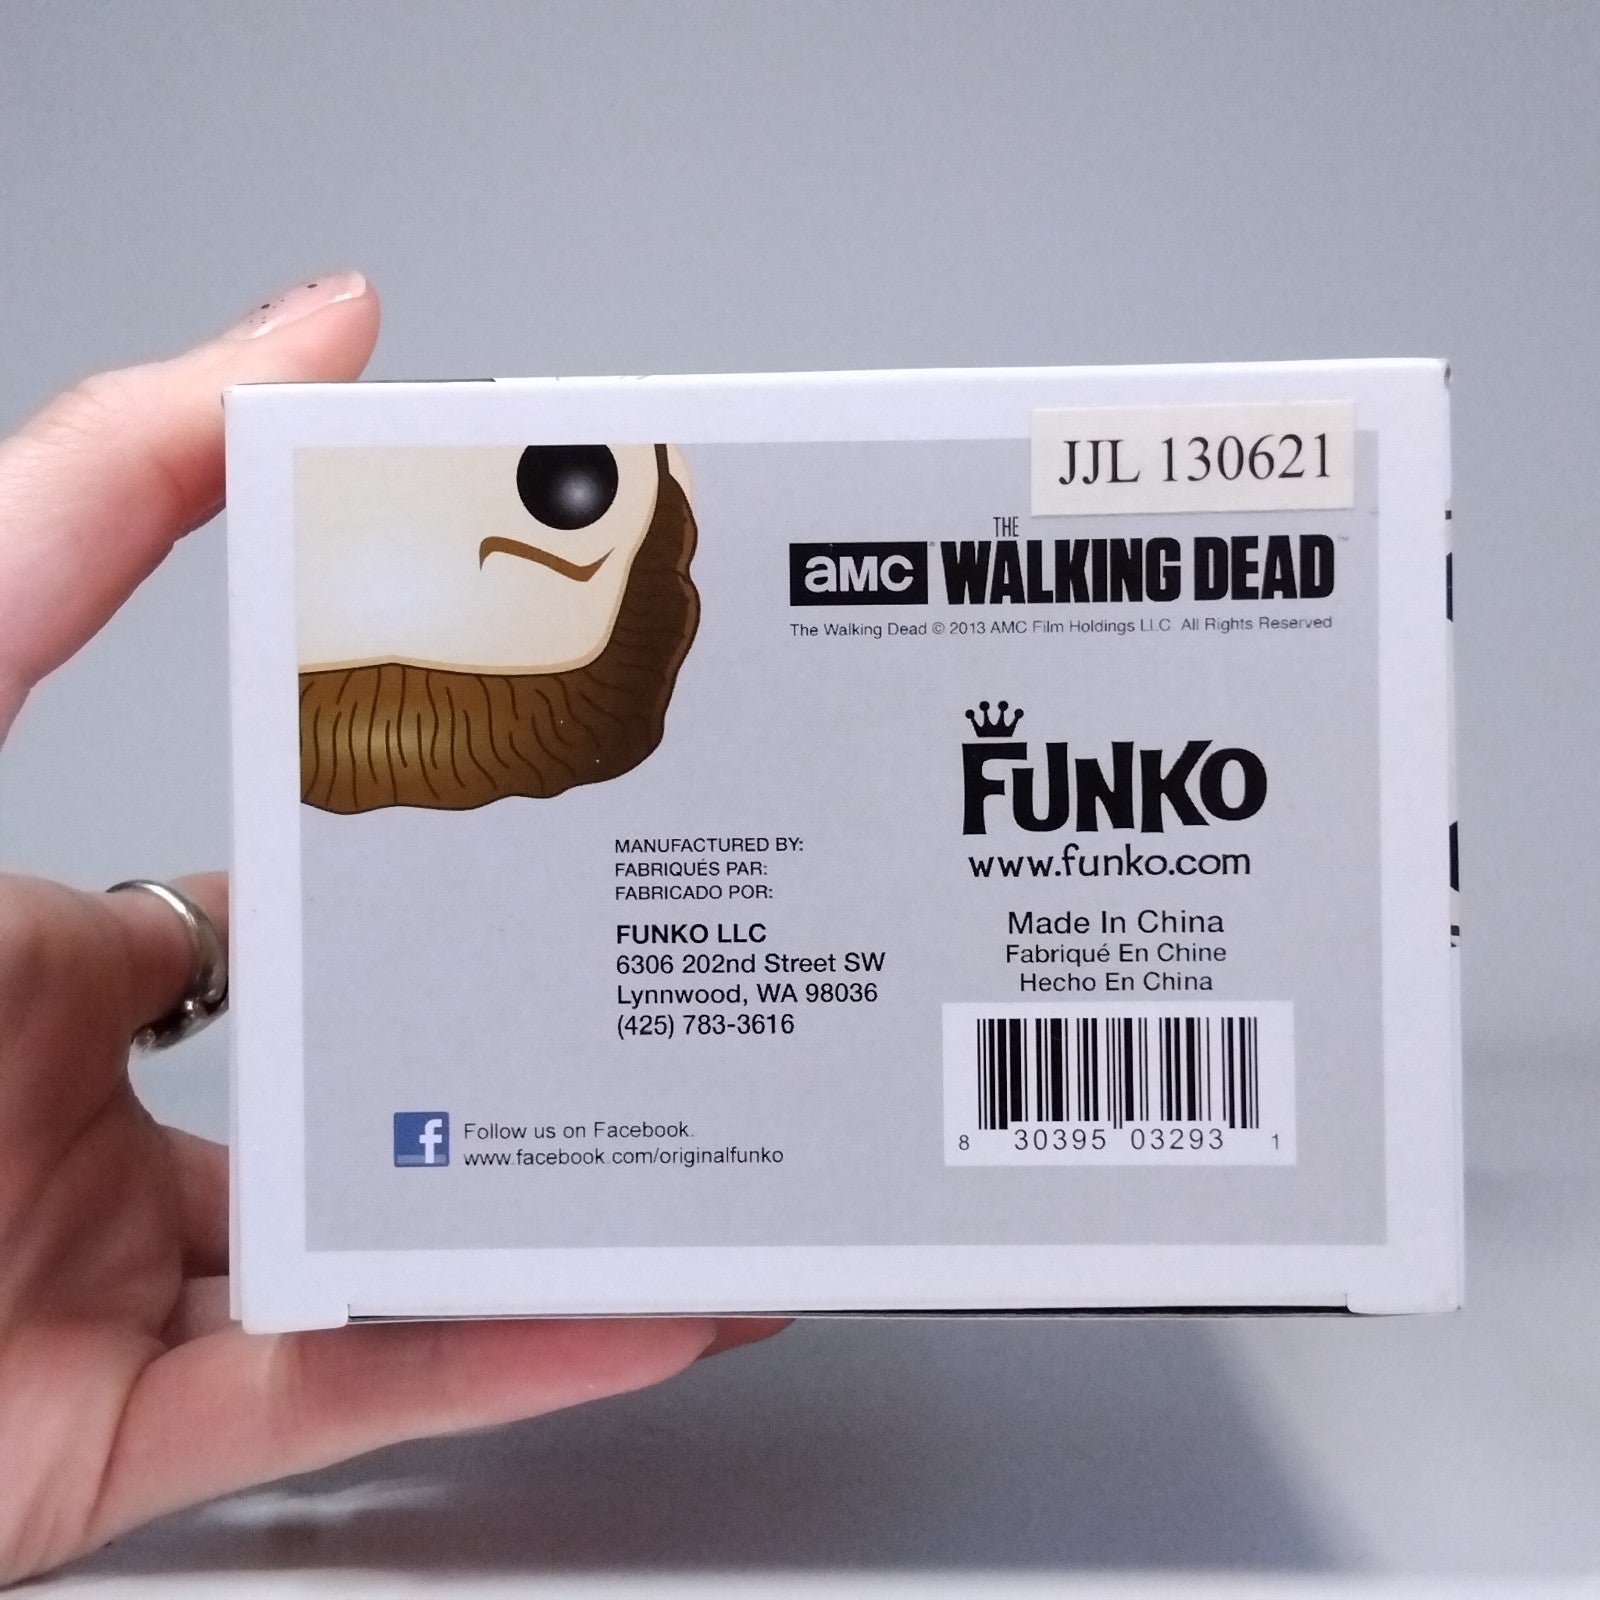 JJL 130621
aMC THE WALKING DEAD™
The Walking Dead © 2013 AMC Film Holdings LLC All Rights Reserved
FUNKO
www.funko.com
MANUFACTURED BY:
FABRIQUÉS PAR:
FABRICADO POR:
FUNKO LLC
6306 202nd Street SW
Lynnwood, WA 98036
(425) 783-3616
Made In China
Fabriqué En Chine
Hecho En China
8 30395 03293 1
f
Follow us on Facebook.
www.facebook.com/originalfunko